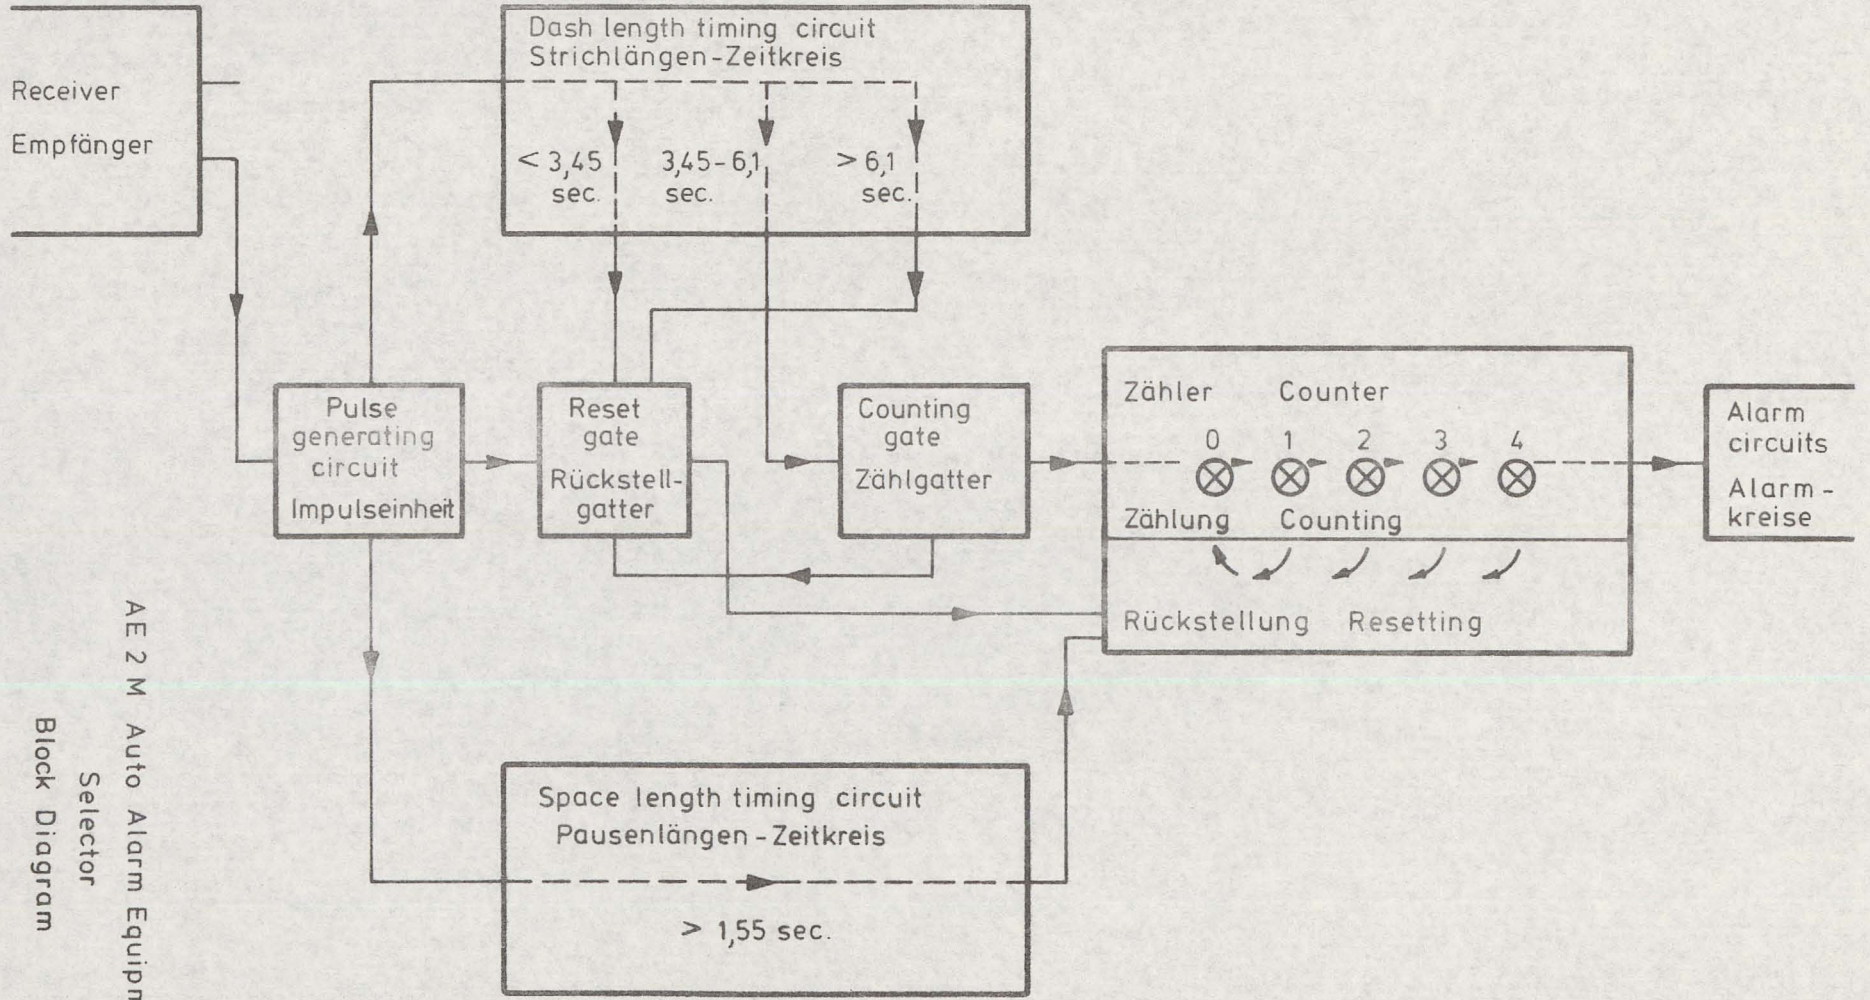 Receiver
Empfänger
Dash length timing circuit
Strichlängen-Zeitkreis
< 3,45
sec.
3,45-6,1
sec.
> 6,1
sec.
Pulse
generating
circuit
Impulseinheit
Reset
gate
Rückstell-
gatter
Counting
gate
Zählgatter
Zähler Counter
0 1 2 3 4
Zählung Counting
Rückstellung Resetting
Alarm
circuits
Alarm-
kreise
Space length timing circuit
Pausenlängen-Zeitkreis
> 1,55 sec.
AE 2 M Auto Alarm
Selector
Block Diagram